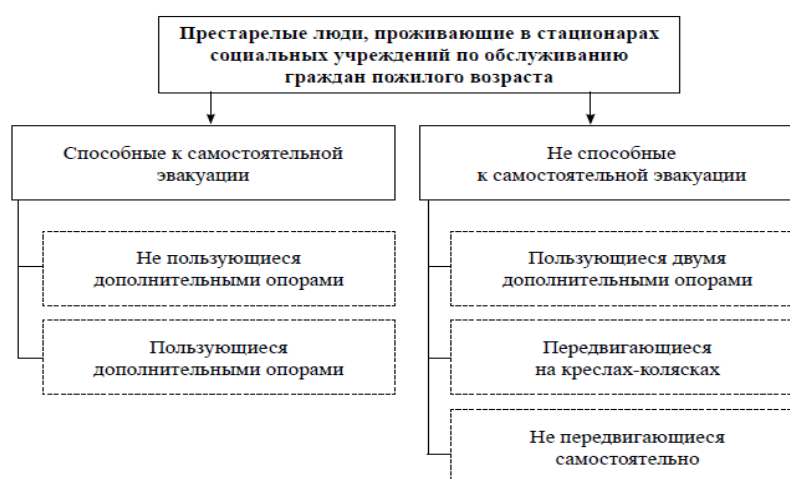 Престарелые люди, проживающие в стационарах
социальных учреждений по обслуживанию
граждан пожилого возраста
Способные к самостоятельной
эвакуации
Не пользующиеся
дополнительными опорами
Пользующиеся
дополнительными опорами
Не способные
к самостоятельной эвакуации
Пользующиеся двумя
дополнительными опорами
Передвигающиеся
на креслах-колясках
Не передвигающиеся
самостоятельно